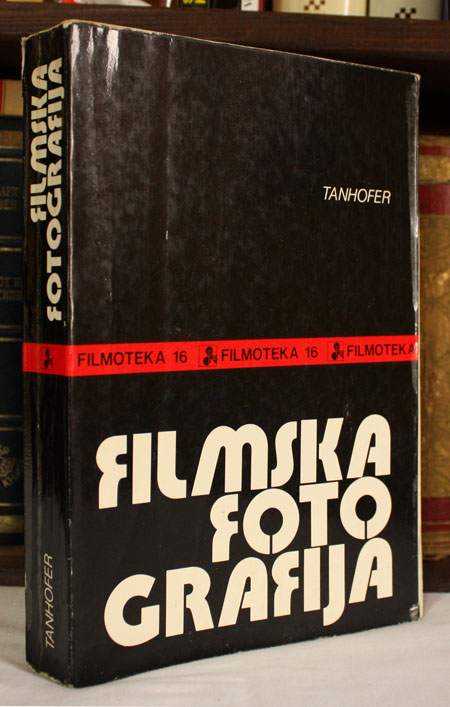 FILMSKA
FOTOGRAFIJA
TANHOFER
TANHOFER
FILMOTEKA 16 FILMOTEKA 16 FILMOTEKA
FILMSKA
FOTO
GRAFIJA